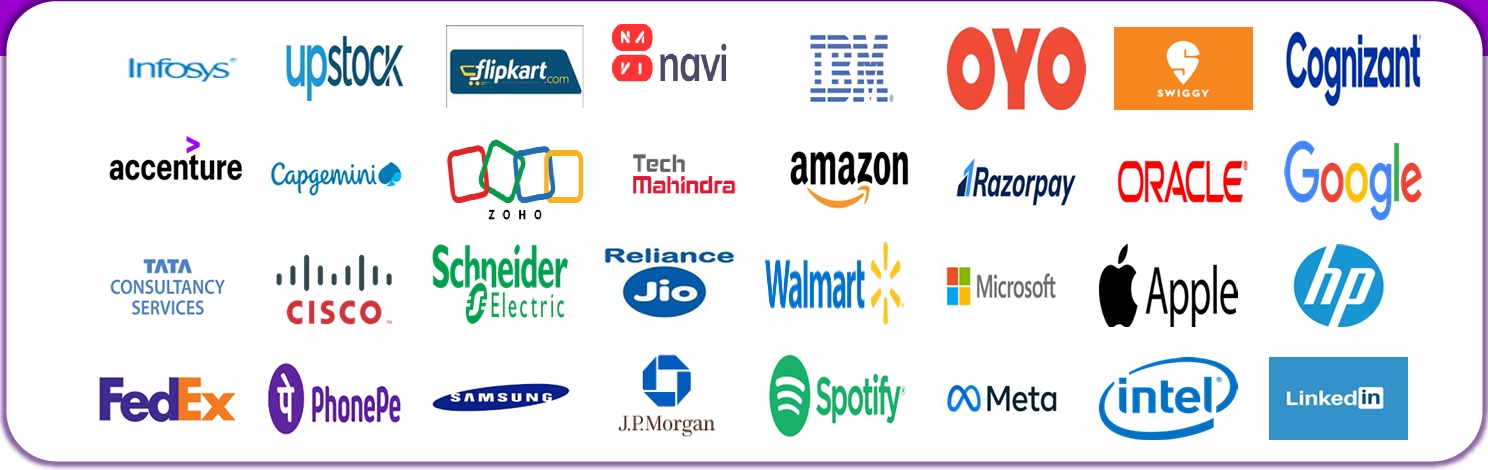 Infosys®
upstock
flipkart.com
NA
VI navi
IBM®
OYO
SWIGGY
Cognizant
>
accenture
Capgemini
ZOHO
Tech
Mahindra
amazon
Razorpay
ORACLE®
Google
TATA
CONSULTANCY
SERVICES
CISCO™
Schneider
Electric
Reliance
Jio
Walmart
Microsoft
Apple
hp
FedEx
पे PhonePe
SAMSUNG
J.P.Morgan
Spotify®
Meta
intel®
Linkedin